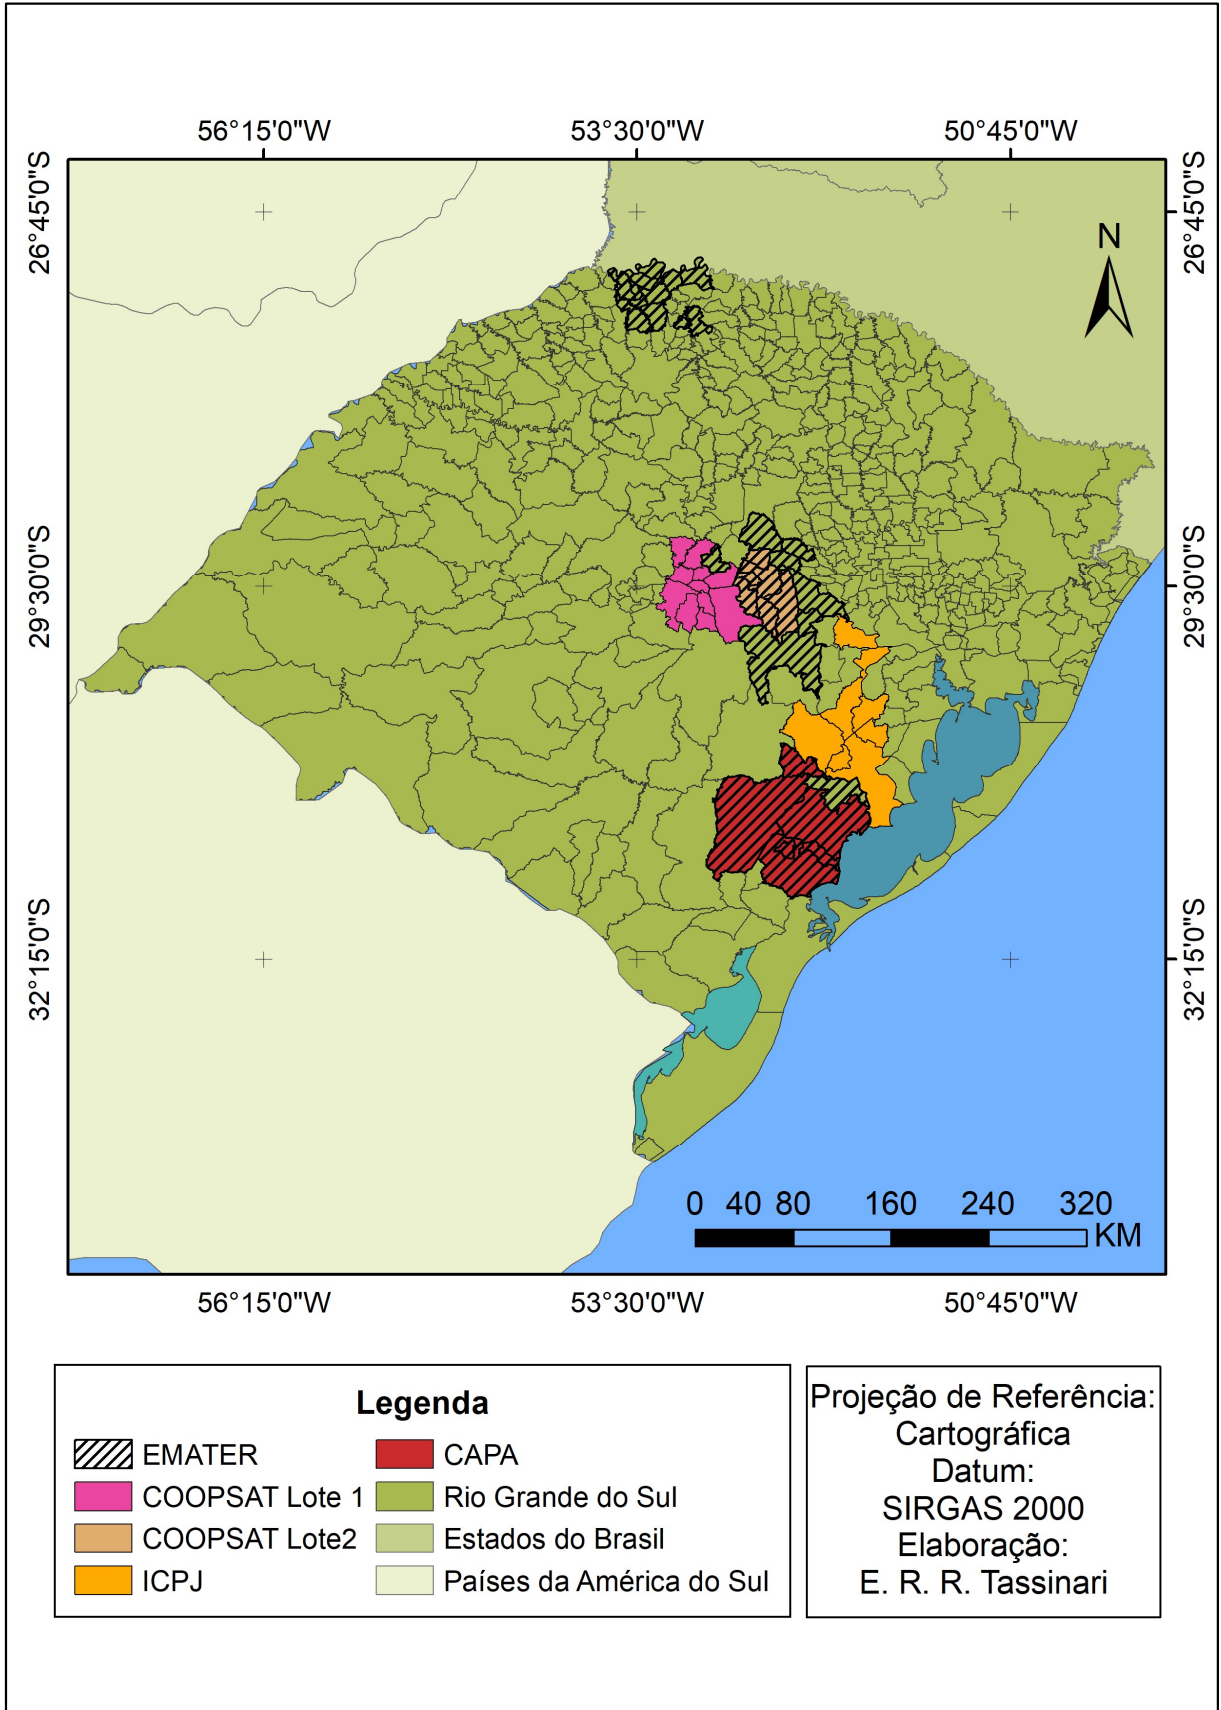 56°15'0"W 53°30'0"W 50°45'0"W
26°45'0"S 26°45'0"S
N
29°30'0"S 29°30'0"S
32°15'0"S 32°15'0"S
0 40 80 160 240 320
KM
56°15'0"W 53°30'0"W 50°45'0"W
Legenda
EMATER
COOPSAT Lote 1
COOPSAT Lote2
ICPJ
CAPA
Rio Grande do Sul
Estados do Brasil
Países da América do Sul
Projeção de Referência:
Cartográfica
Datum:
SIRGAS 2000
Elaboração:
E. R. R. Tassinari